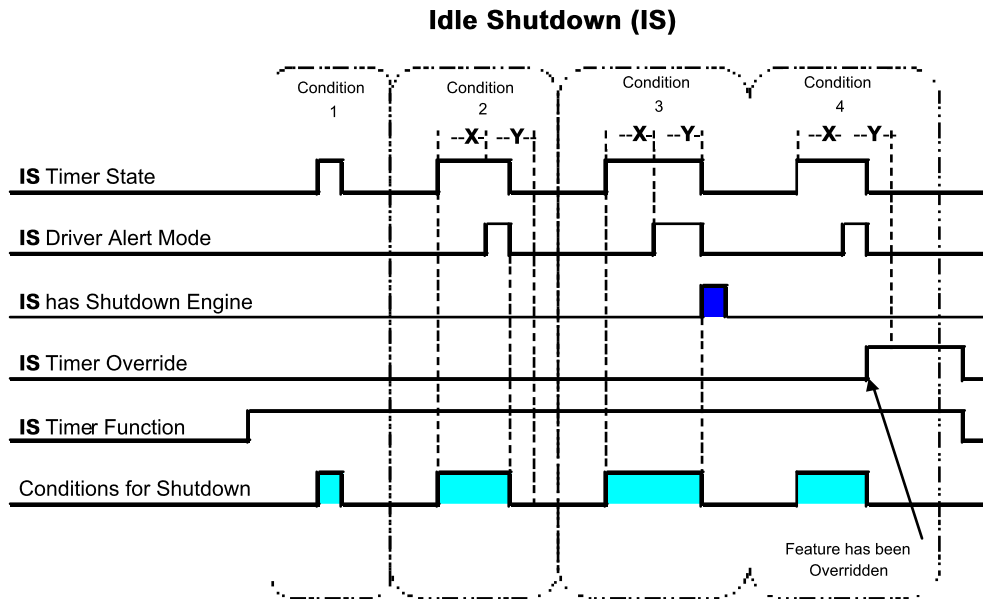 Idle Shutdown (IS)
Condition
1
Condition
2
Condition
3
Condition
4
--X- --Y--
--X- --Y-
--X- --Y-
IS Timer State
IS Driver Alert Mode
IS has Shutdown Engine
IS Timer Override
IS Timer Function
Conditions for Shutdown
Feature has been
Overridden